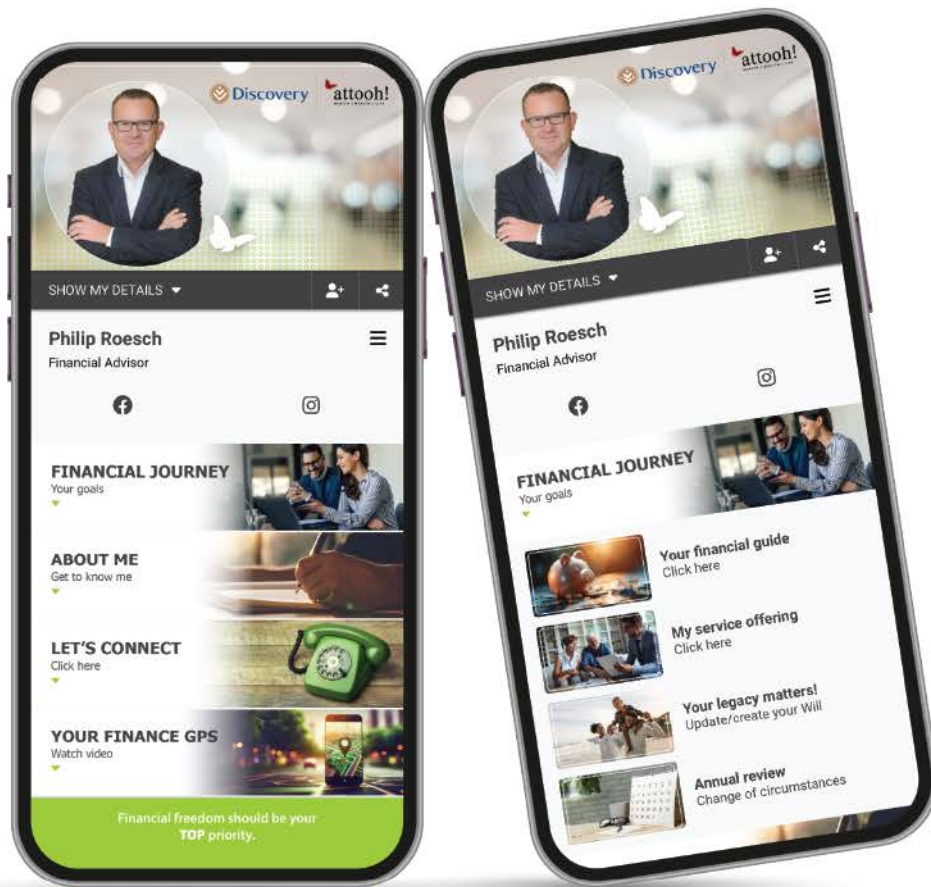 Discovery
attooh!
SHOW MY DETAILS
Philip Roesch
Financial Advisor
FINANCIAL JOURNEY
Your goals
ABOUT ME
Get to know me
LET'S CONNECT
Click here
YOUR FINANCE GPS
Watch video
Financial freedom should be your
TOP priority.
Discovery
attooh!
SHOW MY DETAILS
Philip Roesch
Financial Advisor
FINANCIAL JOURNEY
Your goals
Your financial guide
Click here
My service offering
Click here
Your legacy matters!
Update/create your Will
Annual review
Change of circumstances